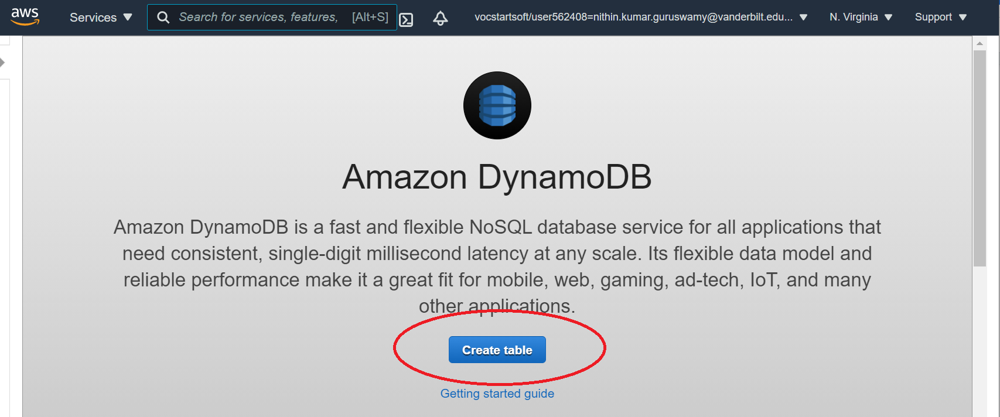 aws
Services
Search for services, features, [Alt+S]
vocstartsoft/user562408=nithin.kumar.guruswamy@vanderbilt.edu...
N. Virginia
Support
Amazon DynamoDB
Amazon DynamoDB is a fast and flexible NoSQL database service for all applications that
need consistent, single-digit millisecond latency at any scale. Its flexible data model and
reliable performance make it a great fit for mobile, web, gaming, ad-tech, IoT, and many
other applications.
Create table
Getting started guide